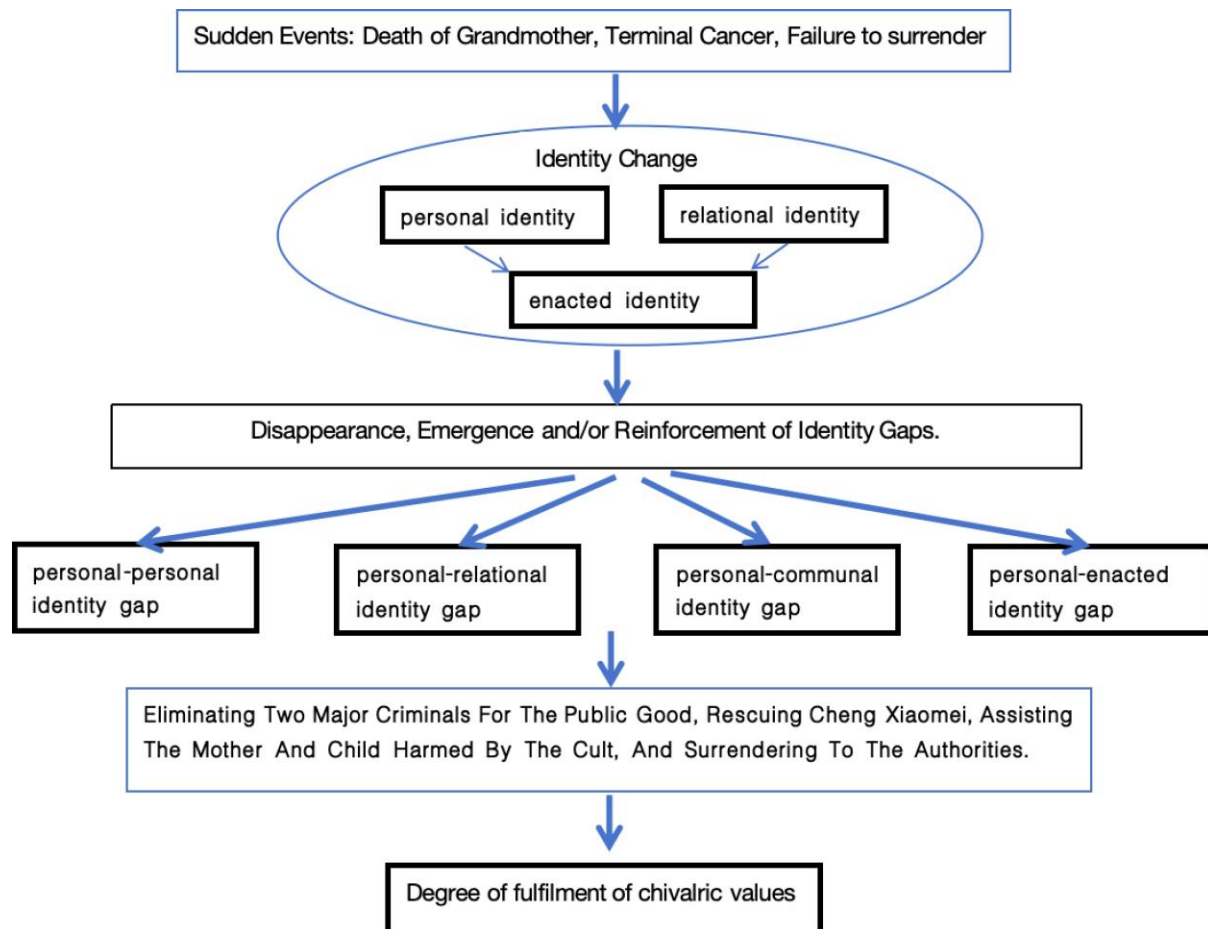 Sudden Events: Death of Grandmother, Terminal Cancer, Failure to surrender
Identity Change
personal identity
relational identity
enacted identity
Disappearance, Emergence and/or Reinforcement of Identity Gaps.
personal-personal
identity gap
personal-relational
identity gap
personal-communal
identity gap
personal-enacted
identity gap
Eliminating Two Major Criminals For The Public Good, Rescuing Cheng Xiaomei, Assisting
The Mother And Child Harmed By The Cult, And Surrendering To The Authorities.
Degree of fulfilment of chivalric values